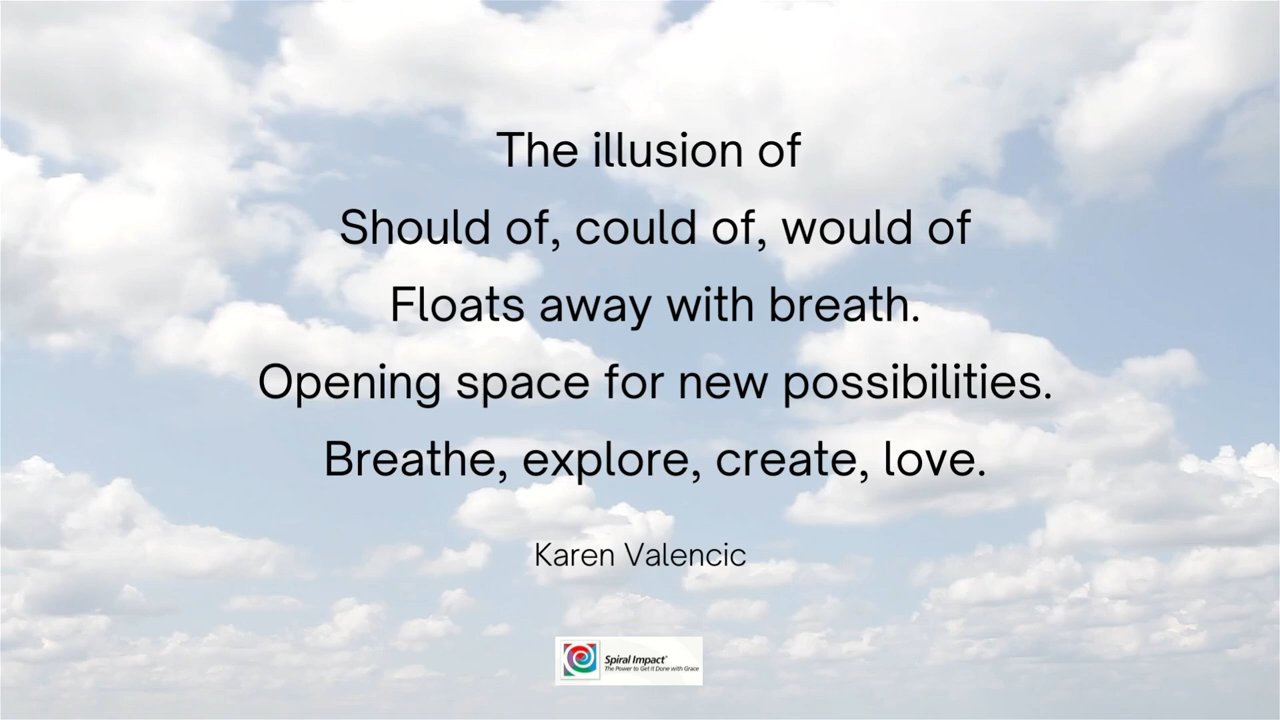 The illusion of
Should of, could of, would of
Floats away with breath.
Opening space for new possibilities.
Breathe, explore, create, love.
Karen Valencic
Spiral Impact®
The Power to Get It Done with Grace